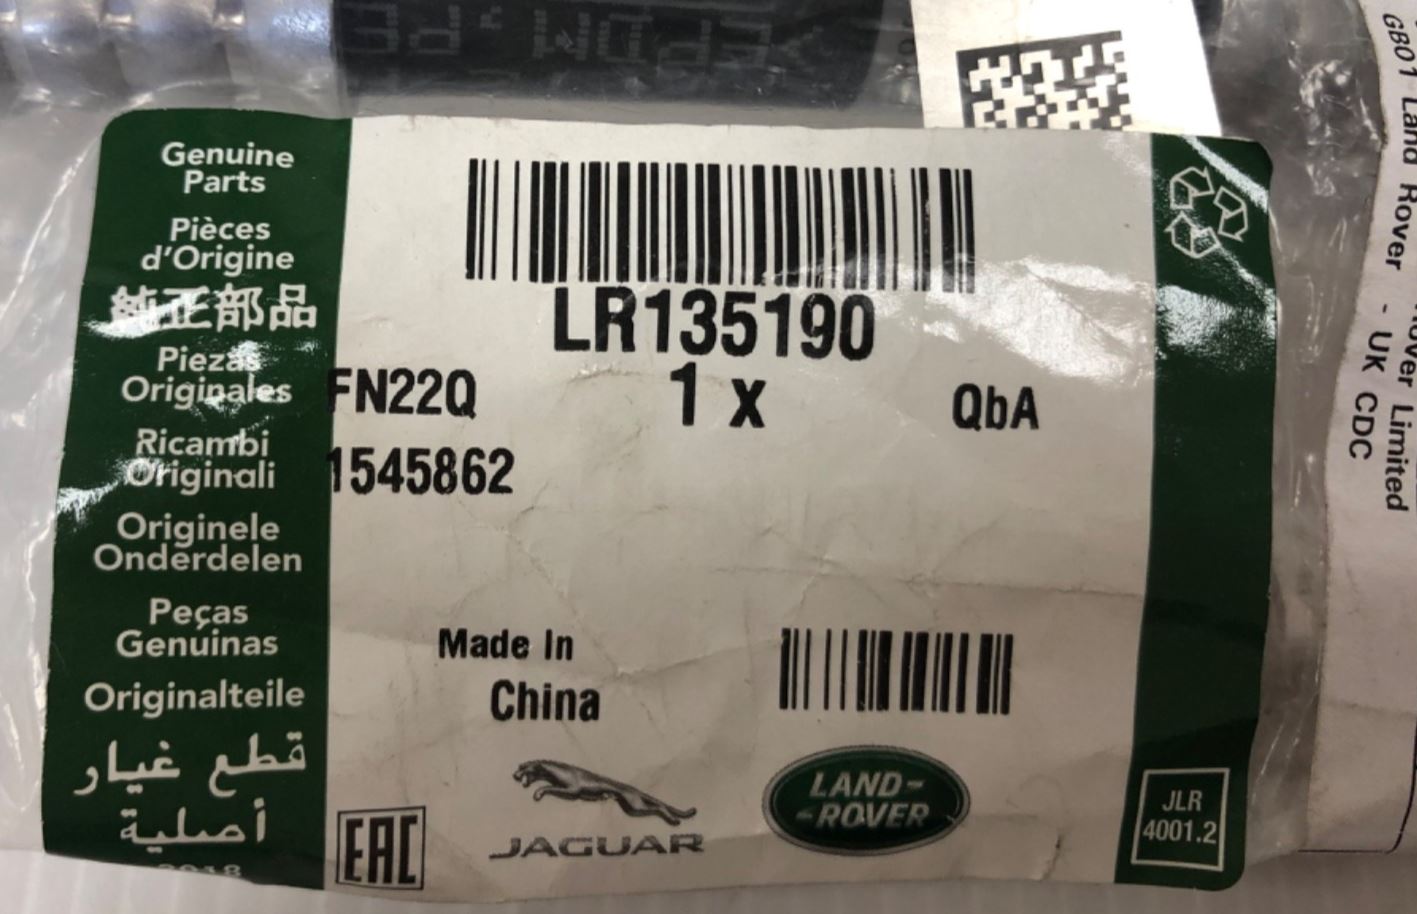 Genuine
Parts
Pièces
d'Origine
純正部品
Piezas
Originales
Ricambi
Originali
Originele
Onderdelen
Peças
Genuinas
Originalteile
قطع غيار
أصلية
2018
LR135190
FN22Q
1 x
QbA
1545862
Made In
China
EAC
JAGUAR
LAND-
-ROVER
JLR
4001.2
GB01 Land Rover - UK CDC
Limited